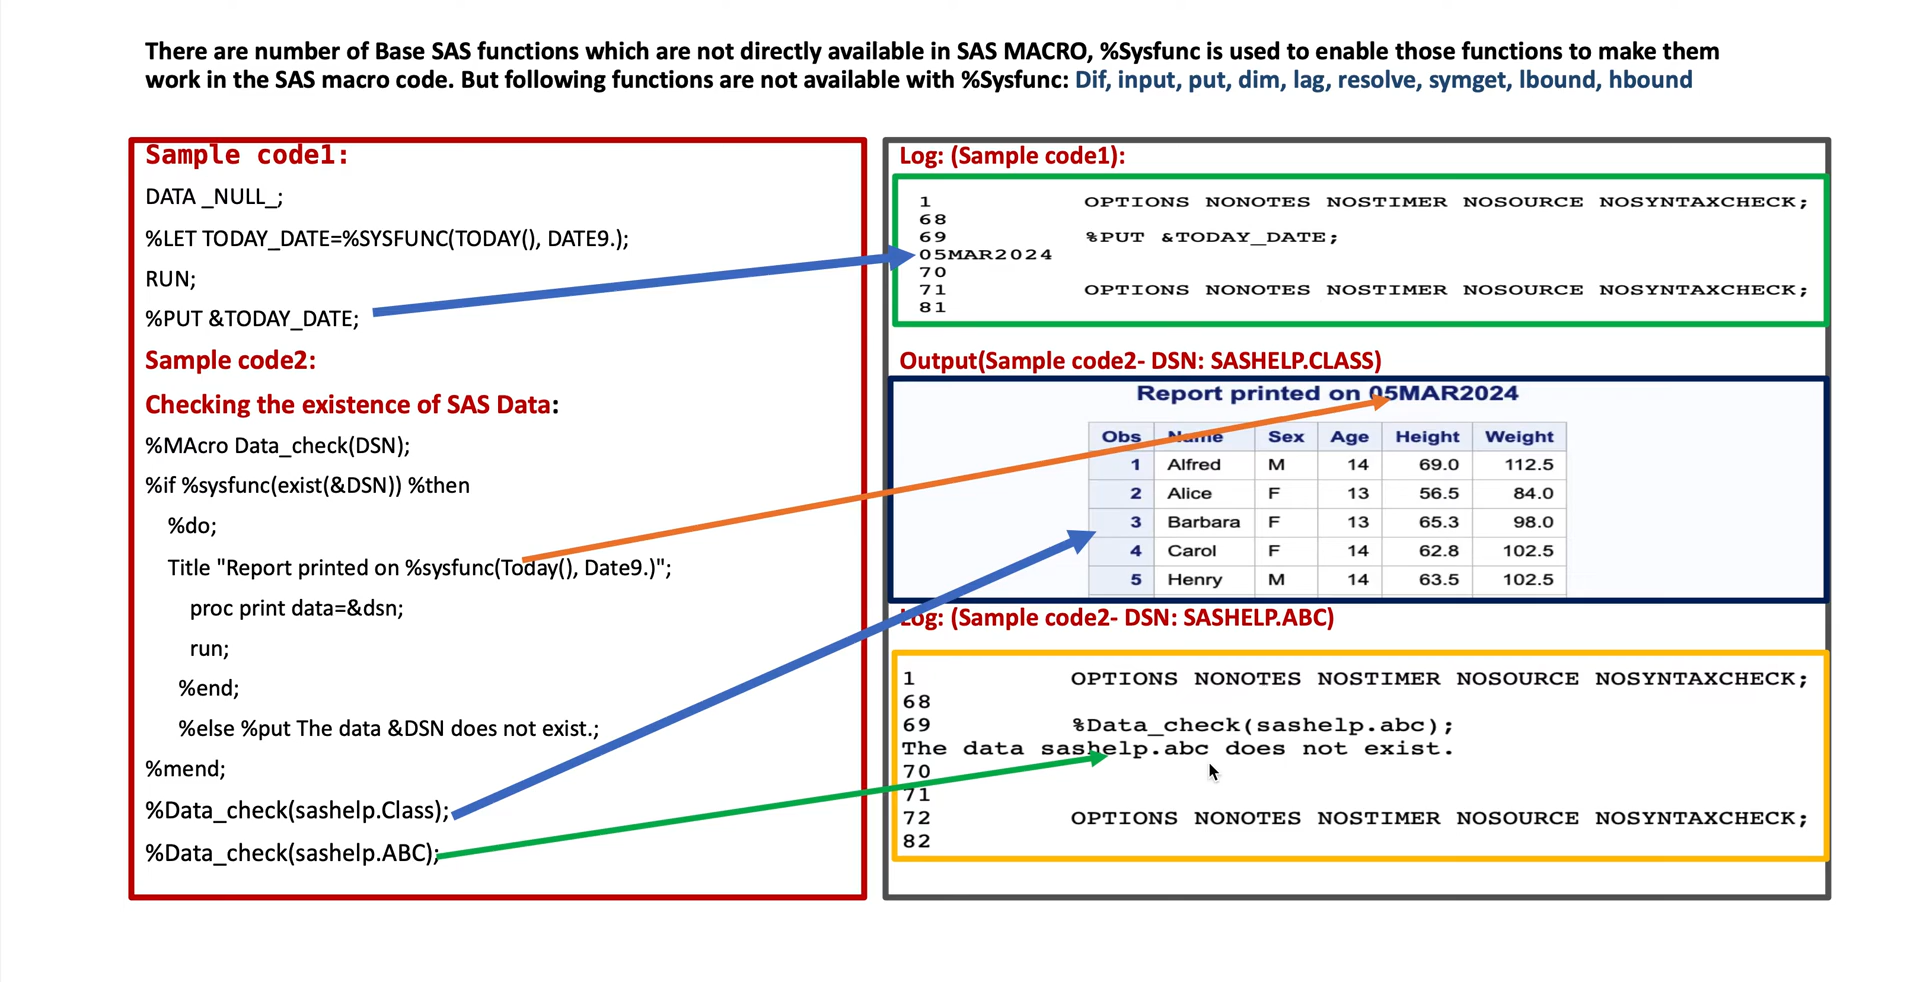 There are number of Base SAS functions which are not directly available in SAS MACRO, %Sysfunc is used to enable those functions to make them
work in the SAS macro code. But following functions are not available with %Sysfunc: Dif, input, put, dim, lag, resolve, symget, lbound, hbound
Sample code1:
DATA _NULL_;
%LET TODAY_DATE=%SYSFUNC(TODAY(), DATE9.);
RUN;
%PUT &TODAY_DATE;
Sample code2:
Checking the existence of SAS Data:
%MAcro Data_check(DSN);
%if %sysfunc(exist(&DSN)) %then
%do;
Title "Report printed on %sysfunc(Today(), Date9.)";
proc print data=&dsn;
run;
%end;
%else %put The data &DSN does not exist.;
%mend;
%Data_check(sashelp.Class);
%Data_check(sashelp.ABC);
Log: (Sample code1):
1 OPTIONS NONOTES NOSTIMER NOSOURCE NOSYNTAXCHECK;
68
69 %PUT &TODAY_DATE;
05MAR2024
70
71 OPTIONS NONOTES NOSTIMER NOSOURCE NOSYNTAXCHECK;
81
Output(Sample code2- DSN: SASHELP.CLASS)
Report printed on 05MAR2024
Obs Name Sex Age Height Weight
1 Alfred M 14 69.0 112.5
2 Alice F 13 56.5 84.0
3 Barbara F 13 65.3 98.0
4 Carol F 14 62.8 102.5
5 Henry M 14 63.5 102.5
Log: (Sample code2- DSN: SASHELP.ABC)
1 OPTIONS NONOTES NOSTIMER NOSOURCE NOSYNTAXCHECK;
68
69 %Data_check(sashelp.abc);
The data sashelp.abc does not exist.
70
71
72 OPTIONS NONOTES NOSTIMER NOSOURCE NOSYNTAXCHECK;
82